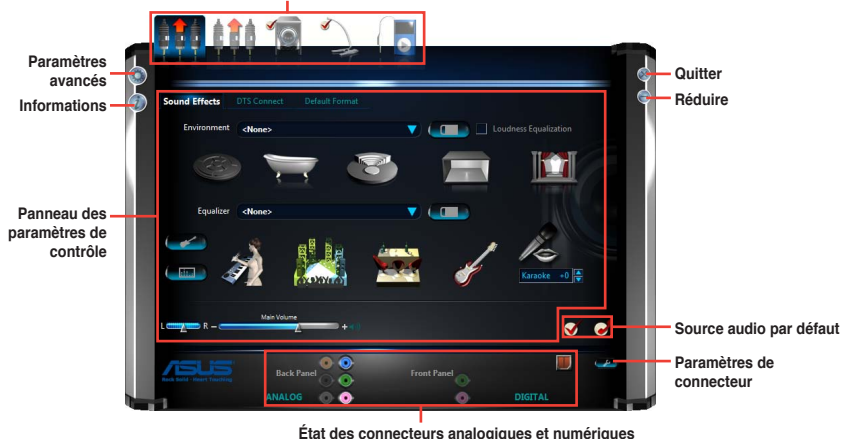 Paramètres
avancés
Informations
Quitter
Réduire
Sound Effects DTS Connect Default Format
Environment <None> Loudness Equalization
Equalizer <None>
Panneau des
paramètres de
contrôle
Karaoke +0
Main Volume
L R - +
Source audio par défaut
Paramètres de
connecteur
ASUS
Back Panel Front Panel
ANALOG DIGITAL
État des connecteurs analogiques et numériques